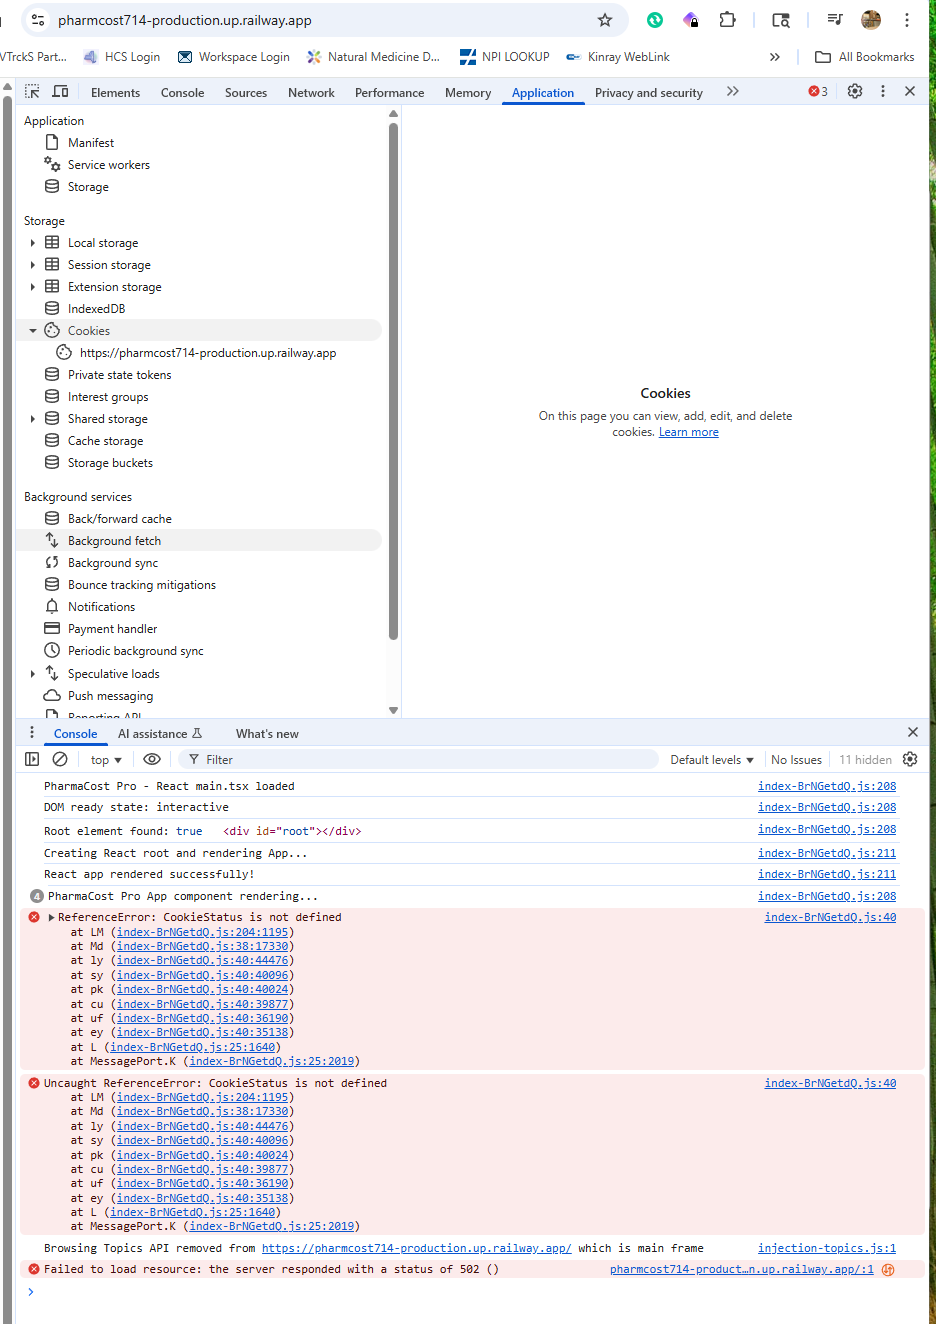 pharmcost714-production.up.railway.app
VTrckS Part...
HCS Login
Workspace Login
Natural Medicine D...
NPI LOOKUP
Kinray WebLink
»
All Bookmarks
Elements
Console
Sources
Network
Performance
Memory
Application
Privacy and security
3
Application
Manifest
Service workers
Storage
Storage
Local storage
Session storage
Extension storage
IndexedDB
Cookies
https://pharmcost714-production.up.railway.app
Private state tokens
Interest groups
Shared storage
Cache storage
Storage buckets
Background services
Back/forward cache
Background fetch
Background sync
Bounce tracking mitigations
Notifications
Payment handler
Periodic background sync
Speculative loads
Push messaging
Reporting API
Cookies
On this page you can view, add, edit, and delete
cookies. Learn more
Console AI assistance What's new
top Filter Default levels No Issues 11 hidden
PharmaCost Pro - React main.tsx loaded index-BrNGetdQ.js:208
DOM ready state: interactive index-BrNGetdQ.js:208
Root element found: true <div id="root"></div> index-BrNGetdQ.js:208
Creating React root and rendering App... index-BrNGetdQ.js:211
React app rendered successfully! index-BrNGetdQ.js:211
4 PharmaCost Pro App component rendering... index-BrNGetdQ.js:208
ReferenceError: CookieStatus is not defined index-BrNGetdQ.js:40
at LM (index-BrNGetdQ.js:204:1195)
at Md (index-BrNGetdQ.js:38:17330)
at ly (index-BrNGetdQ.js:40:44476)
at sy (index-BrNGetdQ.js:40:40096)
at pk (index-BrNGetdQ.js:40:40024)
at cu (index-BrNGetdQ.js:40:39877)
at uf (index-BrNGetdQ.js:40:36190)
at ey (index-BrNGetdQ.js:40:35138)
at L (index-BrNGetdQ.js:25:1640)
at MessagePort.K (index-BrNGetdQ.js:25:2019)
Uncaught ReferenceError: CookieStatus is not defined index-BrNGetdQ.js:40
at LM (index-BrNGetdQ.js:204:1195)
at Md (index-BrNGetdQ.js:38:17330)
at ly (index-BrNGetdQ.js:40:44476)
at sy (index-BrNGetdQ.js:40:40096)
at pk (index-BrNGetdQ.js:40:40024)
at cu (index-BrNGetdQ.js:40:39877)
at uf (index-BrNGetdQ.js:40:36190)
at ey (index-BrNGetdQ.js:40:35138)
at L (index-BrNGetdQ.js:25:1640)
at MessagePort.K (index-BrNGetdQ.js:25:2019)
Browsing Topics API removed from https://pharmcost714-production.up.railway.app/ which is main frame injection-topics.js:1
Failed to load resource: the server responded with a status of 502 () pharmcost714-product…n.up.railway.app/:1